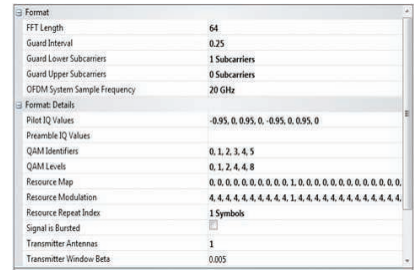 Format
FFT Length 64
Guard Interval 0.25
Guard Lower Subcarriers 1 Subcarriers
Guard Upper Subcarriers 0 Subcarriers
OFDM System Sample Frequency 20 GHz
Format: Details
Pilot IQ Values -0.95, 0, 0.95, 0, -0.95, 0, 0.95, 0
Preamble IQ Values
QAM Identifiers 0, 1, 2, 3, 4, 5
QAM Levels 0, 1, 2, 4, 4, 8
Resource Map 0, 0, 0, 0, 0, 0, 0, 0, 0, 0, 1, 0, 0, 0, 0, 0, 0, 0, 0, 0, 0, 0,
Resource Modulation 4, 4, 4, 4, 4, 4, 4, 4, 4, 4, 1, 4, 4, 4, 4, 4, 4, 4, 4, 4, 4, 4,
Resource Repeat Index 1 Symbols
Signal is Bursted
Transmitter Antennas 1
Transmitter Window Beta 0.005